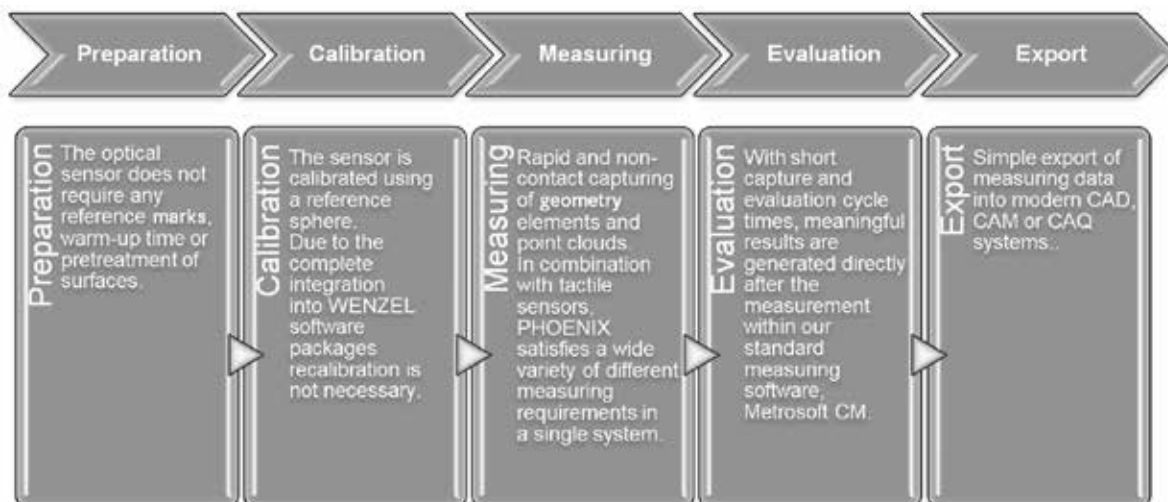 Preparation
Calibration
Measuring
Evaluation
Export
Preparation
The optical
sensor does not
require any
reference marks,
warm-up time or
pretreatment of
surfaces.
Calibration
The sensor is
calibrated using
a reference
sphere.
Due to the
complete
integration
into WENZEL
software
packages
recalibration is
not necessary.
Measuring
Rapid and non-
contact capturing
of geometry
elements and
point clouds.
In combination
with tactile
sensors,
PHOENIX
satisfies a wide
variety of different
measuring
requirements in
a single system.
Evaluation
With short
capture and
evaluation cycle
times, meaningful
results are
generated directly
after the
measurement
within our
standard
measuring
software,
Metrosoft CM.
Export
Simple export of
measuring data
into modern CAD,
CAM or CAQ
systems..